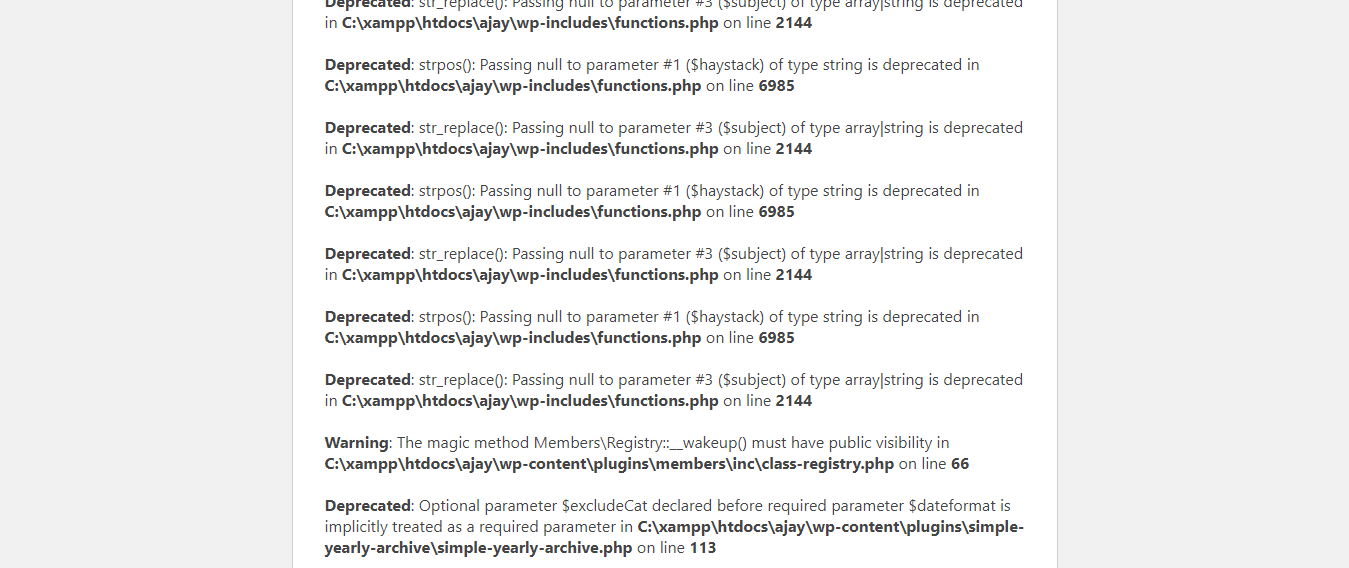 Deprecated: str_replace(): Passing null to parameter #3 ($subject) of type array|string is deprecated
in C:\xampp\htdocs\ajay\wp-includes\functions.php on line 2144
Deprecated: strpos(): Passing null to parameter #1 ($haystack) of type string is deprecated in
C:\xampp\htdocs\ajay\wp-includes\functions.php on line 6985
Deprecated: str_replace(): Passing null to parameter #3 ($subject) of type array|string is deprecated
in C:\xampp\htdocs\ajay\wp-includes\functions.php on line 2144
Deprecated: strpos(): Passing null to parameter #1 ($haystack) of type string is deprecated in
C:\xampp\htdocs\ajay\wp-includes\functions.php on line 6985
Deprecated: str_replace(): Passing null to parameter #3 ($subject) of type array|string is deprecated
in C:\xampp\htdocs\ajay\wp-includes\functions.php on line 2144
Deprecated: strpos(): Passing null to parameter #1 ($haystack) of type string is deprecated in
C:\xampp\htdocs\ajay\wp-includes\functions.php on line 6985
Deprecated: str_replace(): Passing null to parameter #3 ($subject) of type array|string is deprecated
in C:\xampp\htdocs\ajay\wp-includes\functions.php on line 2144
Warning: The magic method Members\Registry::__wakeup() must have public visibility in
C:\xampp\htdocs\ajay\wp-content\plugins\members\inc\class-registry.php on line 66
Deprecated: Optional parameter $excludeCat declared before required parameter $dateformat is
implicitly treated as a required parameter in C:\xampp\htdocs\ajay\wp-content\plugins\simple-
yearly-archive\simple-yearly-archive.php on line 113